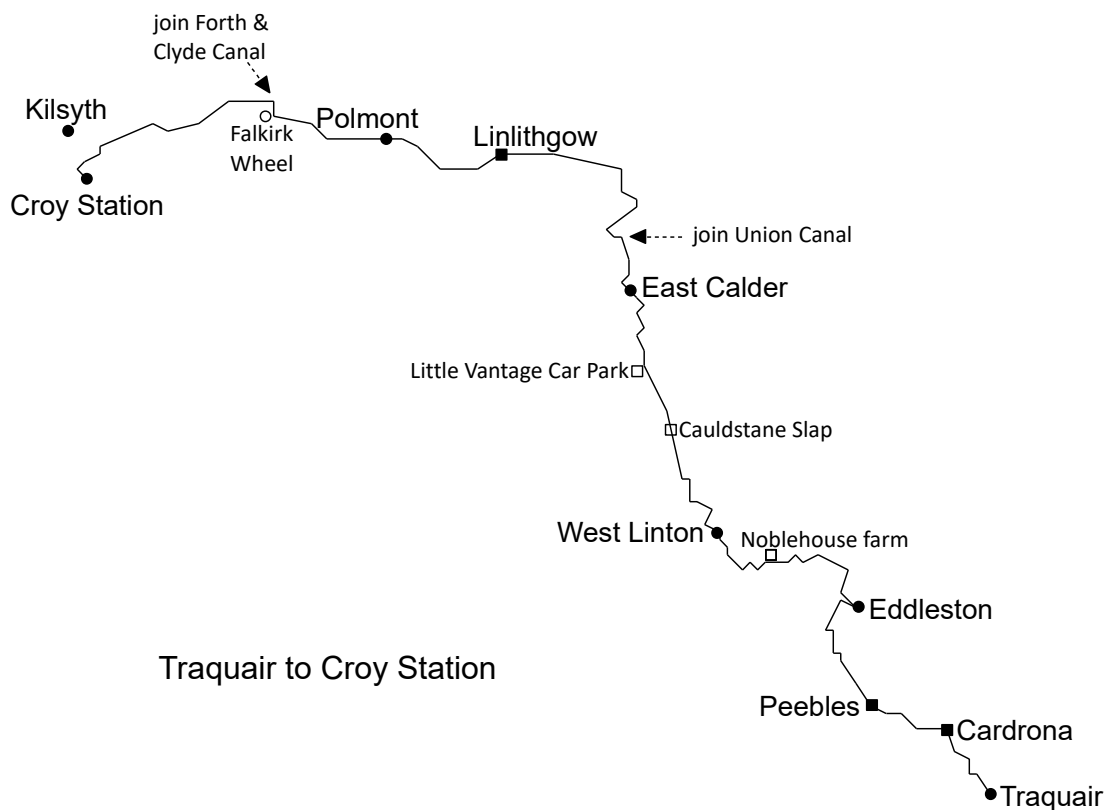 join Forth &
Clyde Canal
Kilsyth
Polmont
Falkirk
Wheel
Linlithgow
Croy Station
join Union Canal
East Calder
Little Vantage Car Park
Cauldstane Slap
West Linton
Noblehouse farm
Eddleston
Traquair to Croy Station
Peebles
Cardrona
Traquair